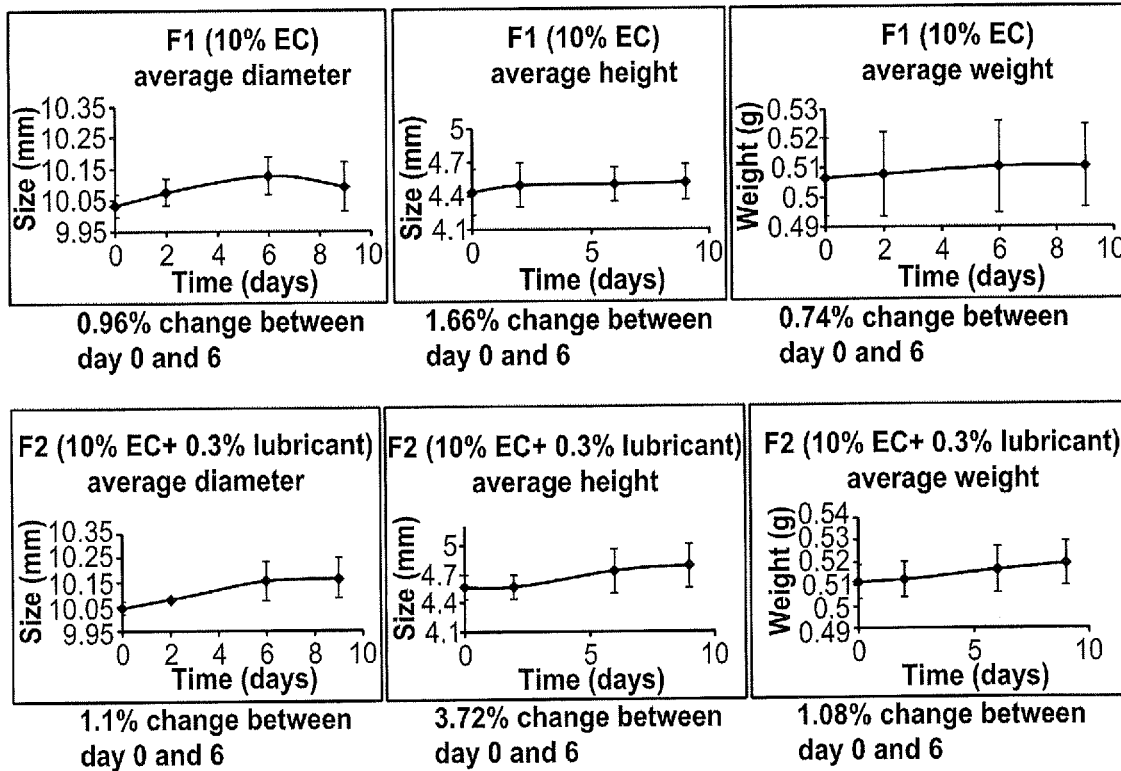 F1 (10% EC)
average diameter
Size (mm)
10.35
10.25
10.15
10.05
9.95
0 2 4 6 8 10
Time (days)
0.96% change between
day 0 and 6
F1 (10% EC)
average height
Size (mm)
5
4.7
4.4
4.1
0 5 10
Time (days)
1.66% change between
day 0 and 6
F1 (10% EC)
average weight
Weight (g)
0.53
0.52
0.51
0.5
0.49
0 2 4 6 8 10
Time (days)
0.74% change between
day 0 and 6
F2 (10% EC+ 0.3% lubricant)
average diameter
Size (mm)
10.35
10.25
10.15
10.05
9.95
0 2 4 6 8 10
Time (days)
1.1% change between
day 0 and 6
F2 (10% EC+ 0.3% lubricant)
average height
Size (mm)
5
4.7
4.4
4.1
0 5 10
Time (days)
3.72% change between
day 0 and 6
F2 (10% EC+ 0.3% lubricant)
average weight
Weight (g)
0.54
0.53
0.52
0.51
0.5
0.49
0 2 4 6 8 10
Time (days)
1.08% change between
day 0 and 6